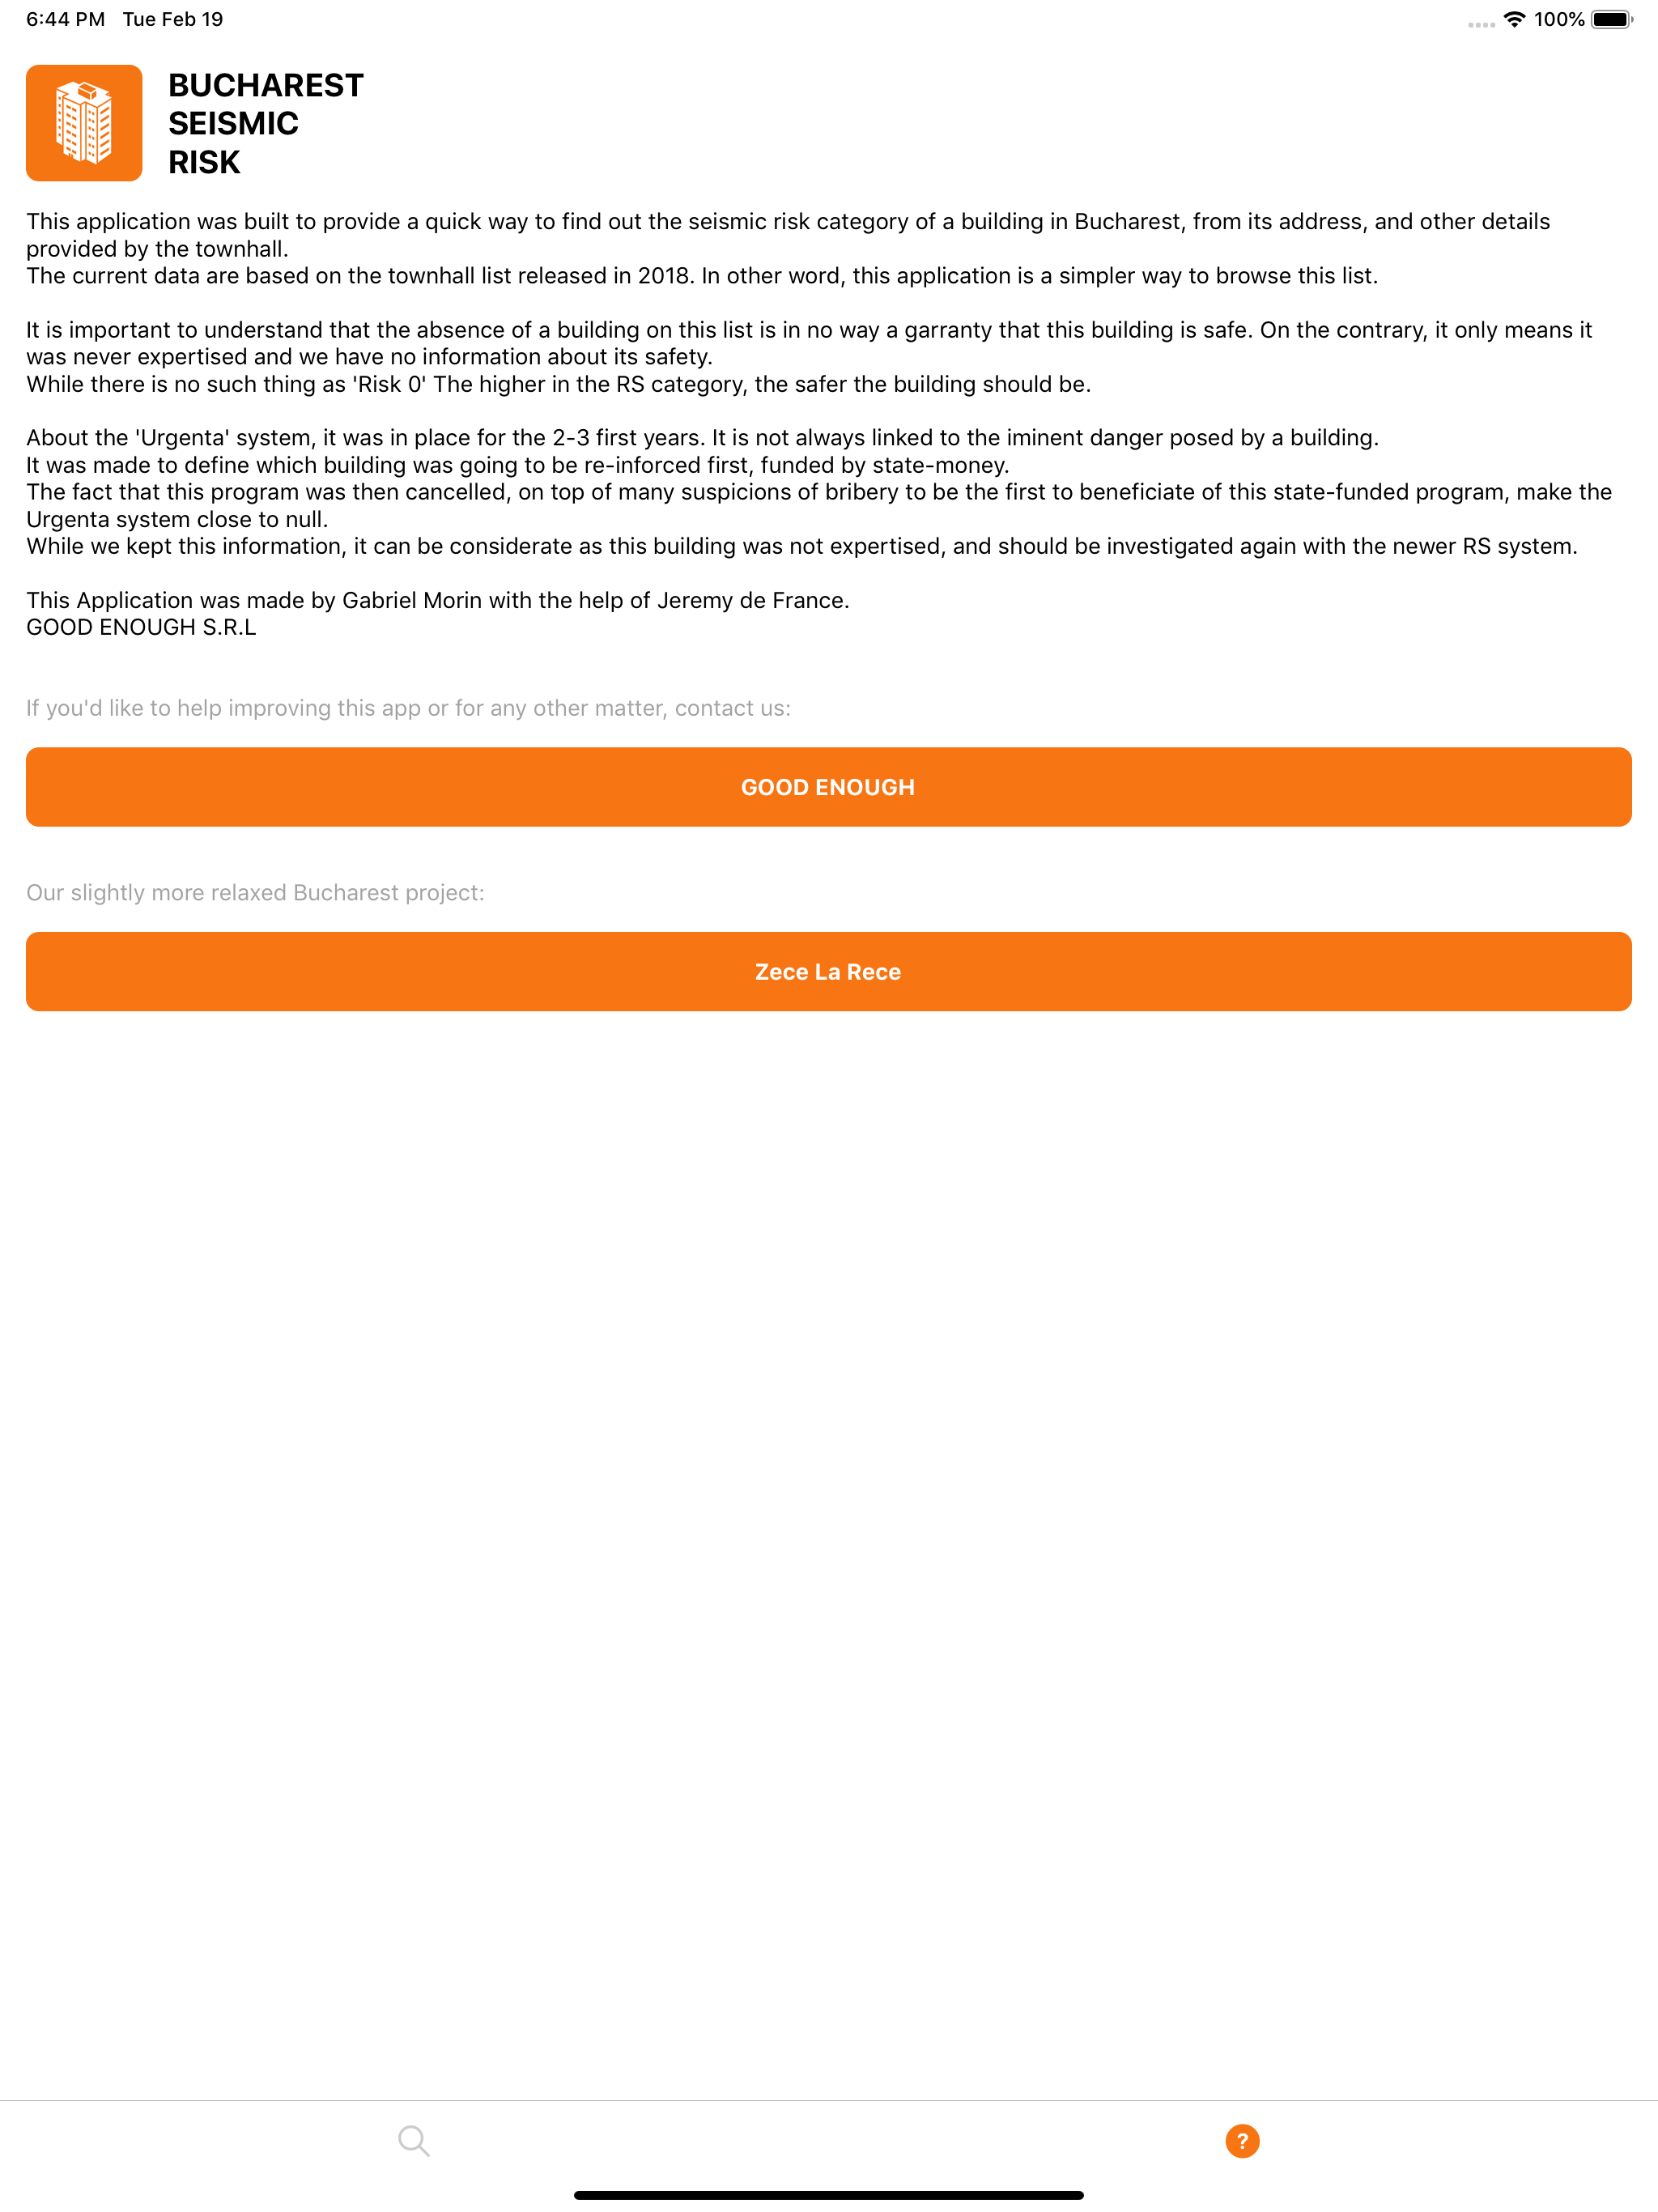 6:44 PM Tue Feb 19
100%
BUCHAREST
SEISMIC
RISK
This application was built to provide a quick way to find out the seismic risk category of a building in Bucharest, from its address, and other details
provided by the townhall.
The current data are based on the townhall list released in 2018. In other word, this application is a simpler way to browse this list.
It is important to understand that the absence of a building on this list is in no way a garranty that this building is safe. On the contrary, it only means it
was never expertised and we have no information about its safety.
While there is no such thing as 'Risk 0' The higher in the RS category, the safer the building should be.
About the 'Urgenta' system, it was in place for the 2-3 first years. It is not always linked to the iminent danger posed by a building.
It was made to define which building was going to be re-inforced first, funded by state-money.
The fact that this program was then cancelled, on top of many suspicions of bribery to be the first to beneficiate of this state-funded program, make the
Urgenta system close to null.
While we kept this information, it can be considerate as this building was not expertised, and should be investigated again with the newer RS system.
This Application was made by Gabriel Morin with the help of Jeremy de France.
GOOD ENOUGH S.R.L
If you'd like to help improving this app or for any other matter, contact us:
GOOD ENOUGH
Our slightly more relaxed Bucharest project:
Zece La Rece
?